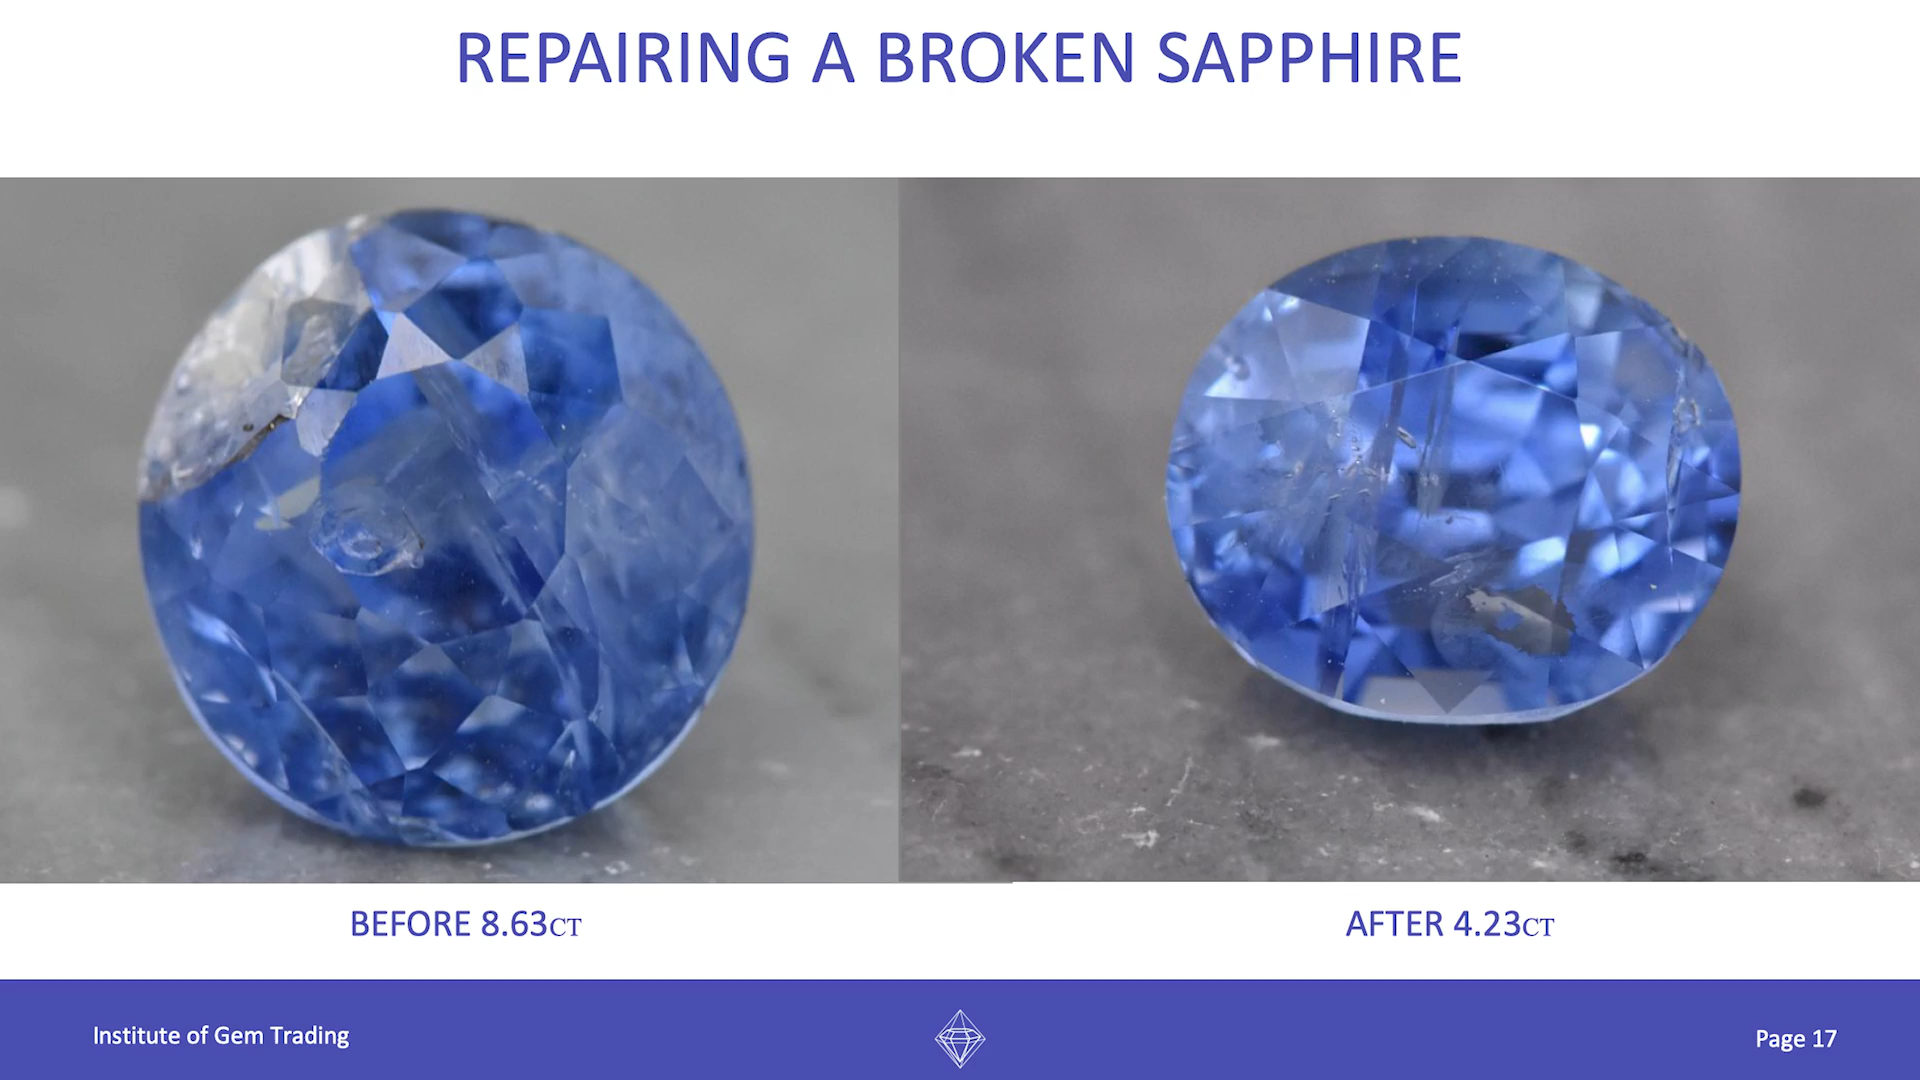 REPAIRING A BROKEN SAPPHIRE
BEFORE 8.63CT
AFTER 4.23CT
Institute of Gem Trading
Page 17